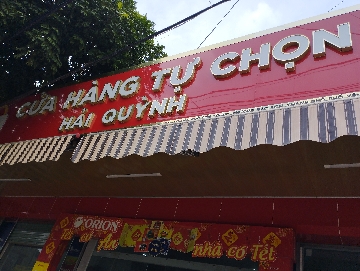 CỬA HÀNG TỰ CHỌN
HẢI QUỲNH
ORION
nhà có Tết